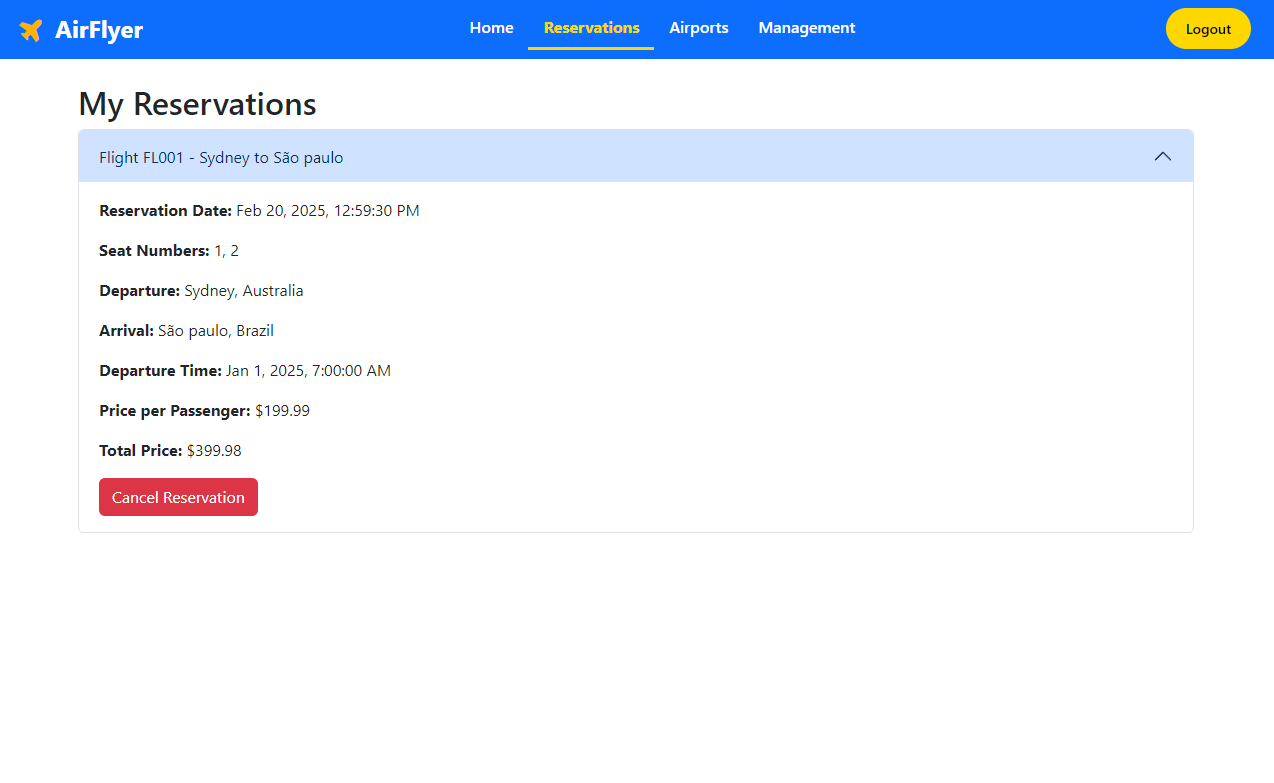 AirFlyer
Home Reservations Airports Management
Logout
My Reservations
Flight FL001 - Sydney to São paulo
Reservation Date: Feb 20, 2025, 12:59:30 PM
Seat Numbers: 1, 2
Departure: Sydney, Australia
Arrival: São paulo, Brazil
Departure Time: Jan 1, 2025, 7:00:00 AM
Price per Passenger: $199.99
Total Price: $399.98
Cancel Reservation